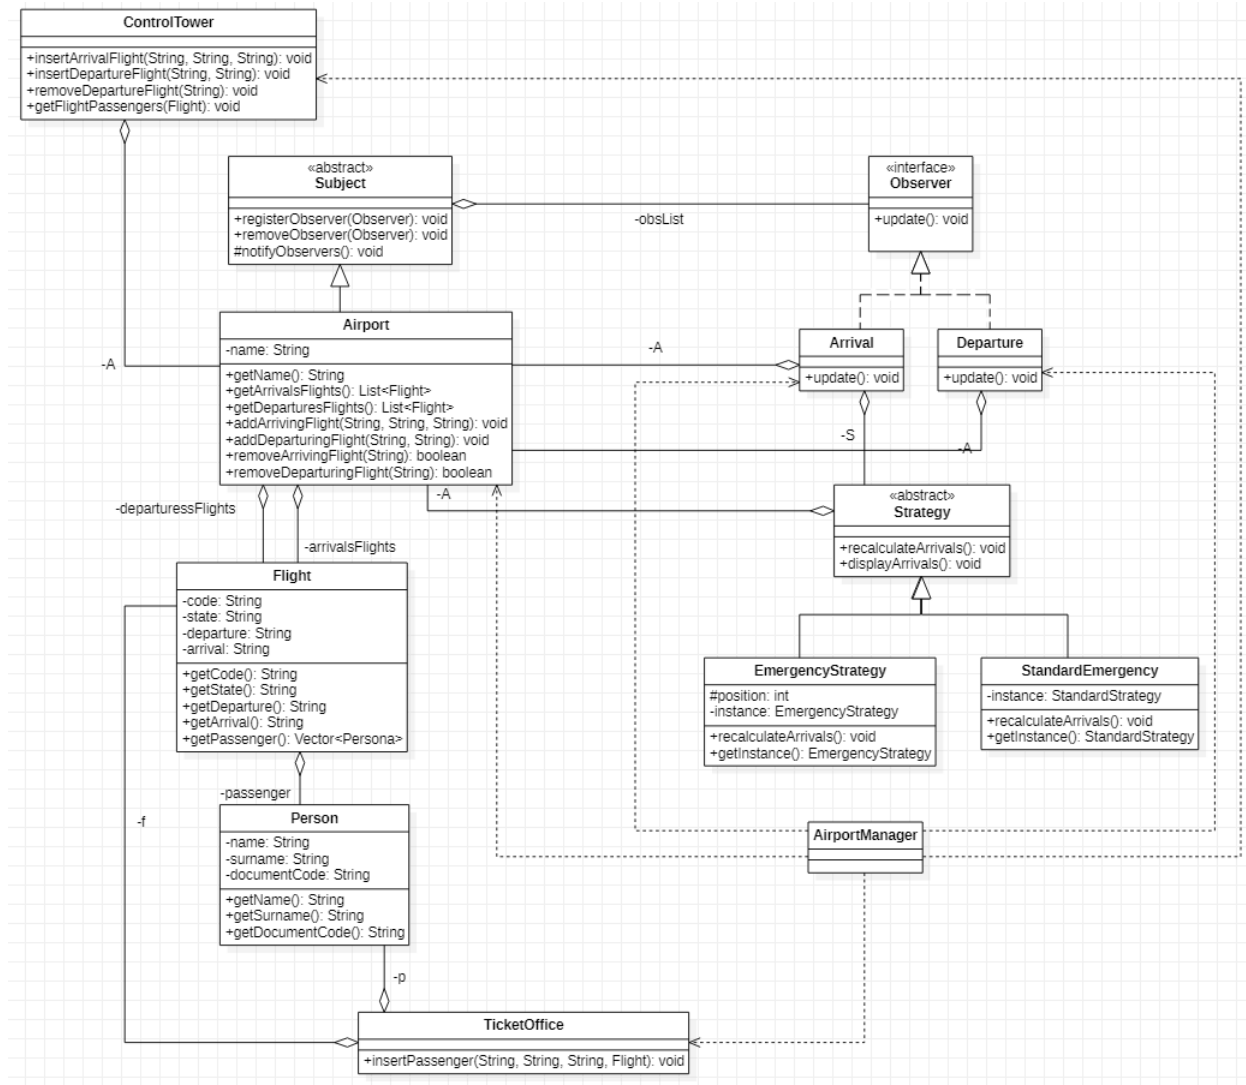 ControlTower
+insertArrivalFlight(String, String, String): void
+insertDepartureFlight(String, String): void
+removeDepartureFlight(String): void
+getFlightPassengers(Flight): void
«abstract»
Subject
+registerObserver(Observer): void
+removeObserver(Observer): void
#notifyObservers(): void
-obsList
«interface»
Observer
+update(): void
Airport
-name: String
+getName(): String
+getArrivalsFlights(): List<Flight>
+getDeparturesFlights(): List<Flight>
+addArrivingFlight(String, String, String): void
+addDeparturingFlight(String, String): void
+removeArrivingFlight(String): boolean
+removeDeparturingFlight(String): boolean
-A
-A
Arrival
+update(): void
Departure
+update(): void
-S
-A
-A
«abstract»
Strategy
+recalculateArrivals(): void
+displayArrivals(): void
-departuressFlights
-arrivalsFlights
Flight
-code: String
-state: String
-departure: String
-arrival: String
+getCode(): String
+getState(): String
+getDeparture(): String
+getArrival(): String
+getPassenger(): Vector<Persona>
EmergencyStrategy
#position: int
-instance: EmergencyStrategy
+recalculateArrivals(): void
+getInstance(): EmergencyStrategy
StandardEmergency
-instance: StandardStrategy
+recalculateArrivals(): void
+getInstance(): StandardStrategy
-passenger
-f
Person
-name: String
-surname: String
-documentCode: String
+getName(): String
+getSurname(): String
+getDocumentCode(): String
AirportManager
-p
TicketOffice
+insertPassenger(String, String, String, Flight): void